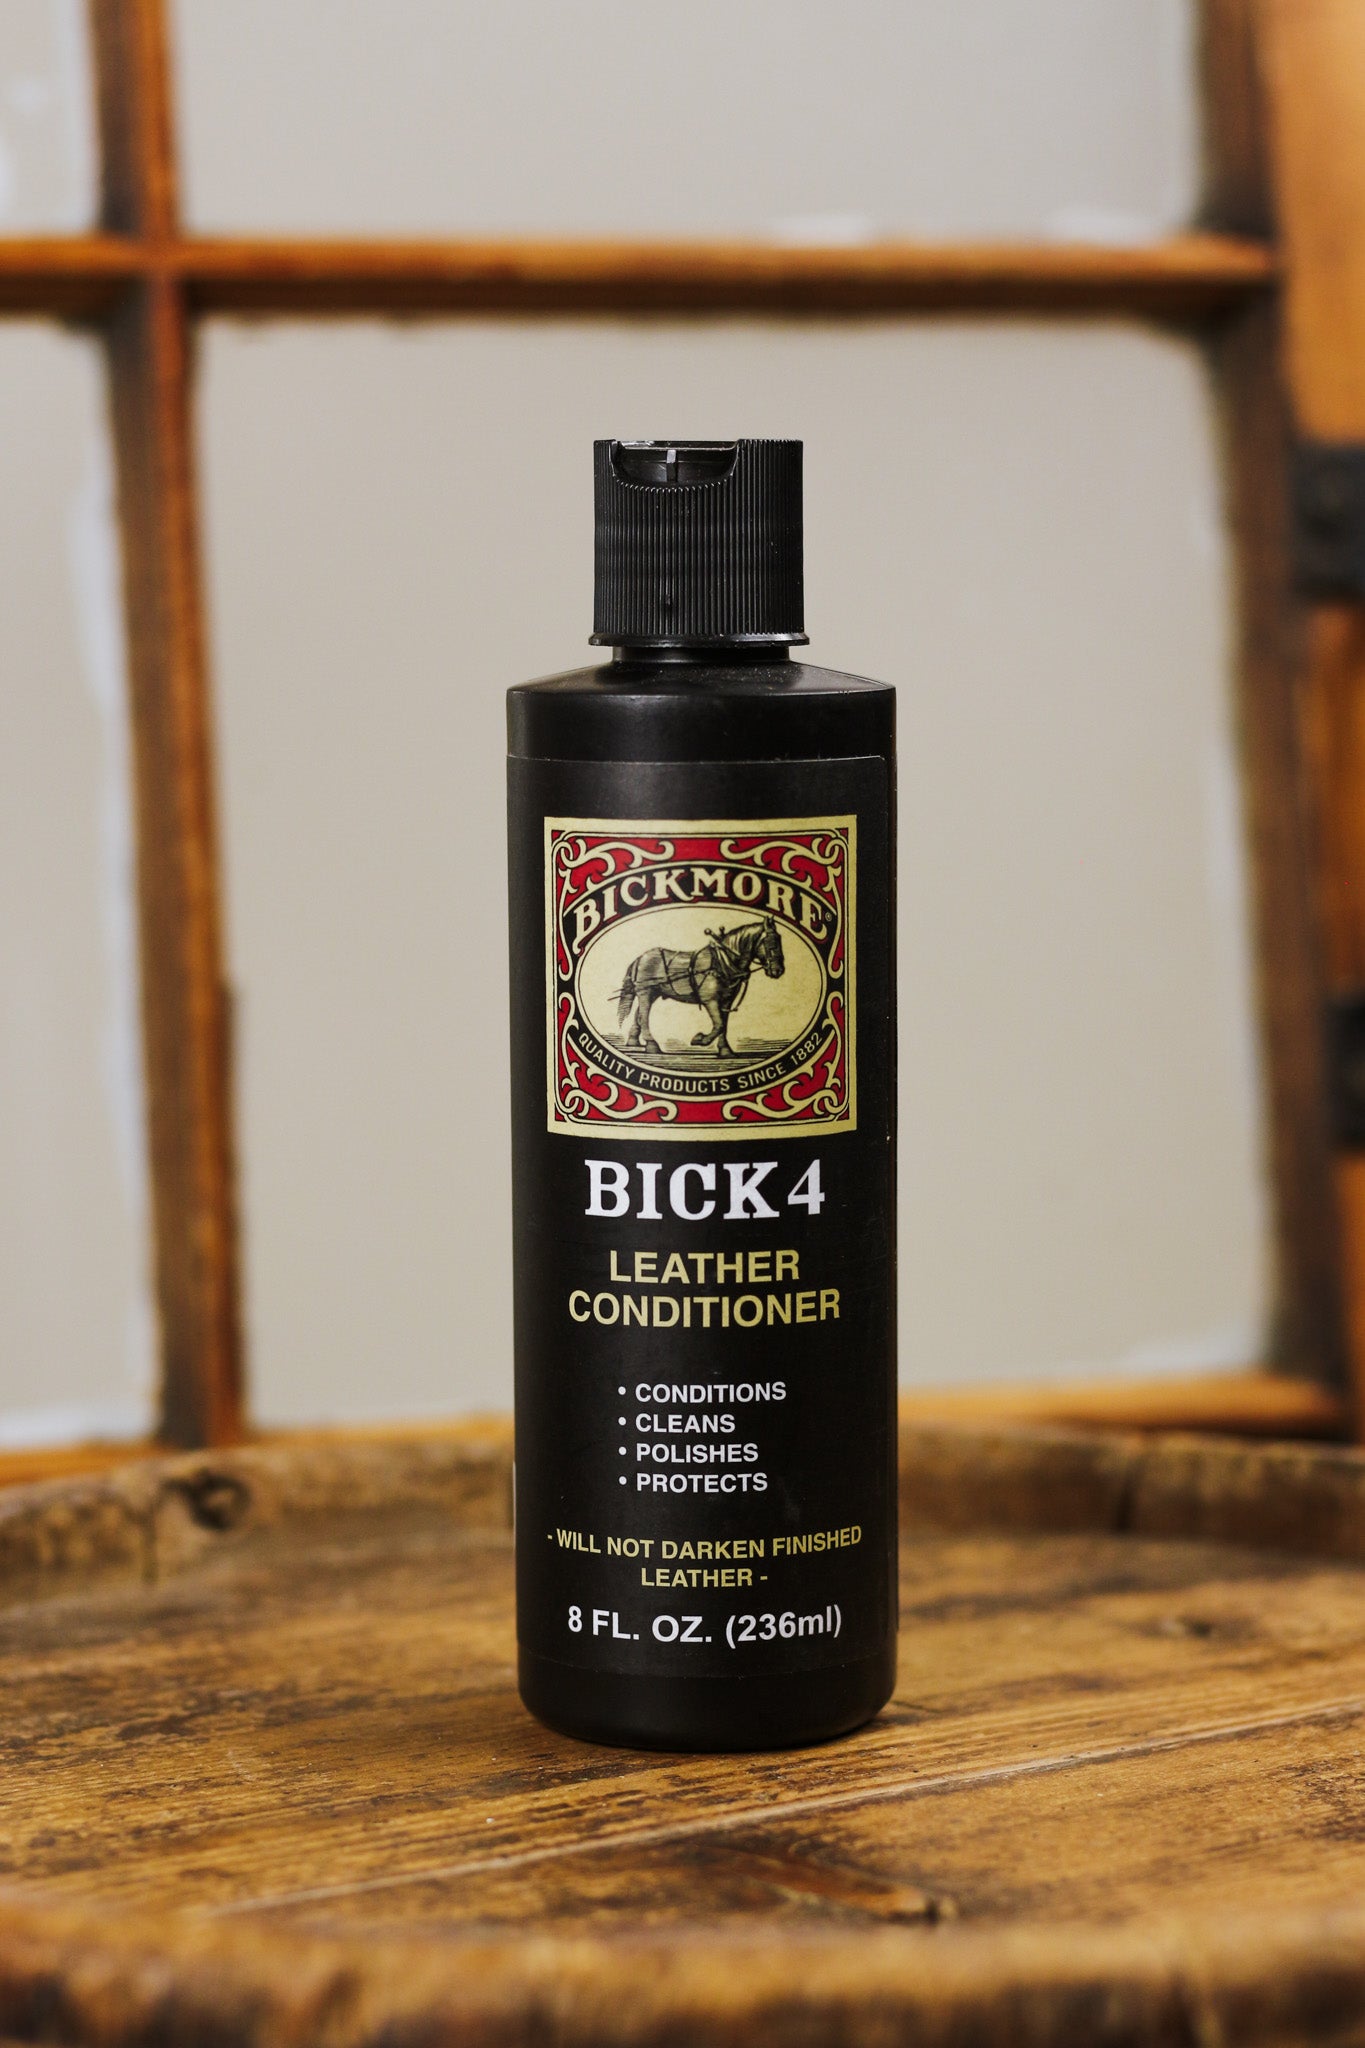 BICKMORE®
QUALITY PRODUCTS SINCE 1882
BICK 4
LEATHER
CONDITIONER
• CONDITIONS
• CLEANS
• POLISHES
• PROTECTS
- WILL NOT DARKEN FINISHED
LEATHER -
8 FL. OZ. (236ml)